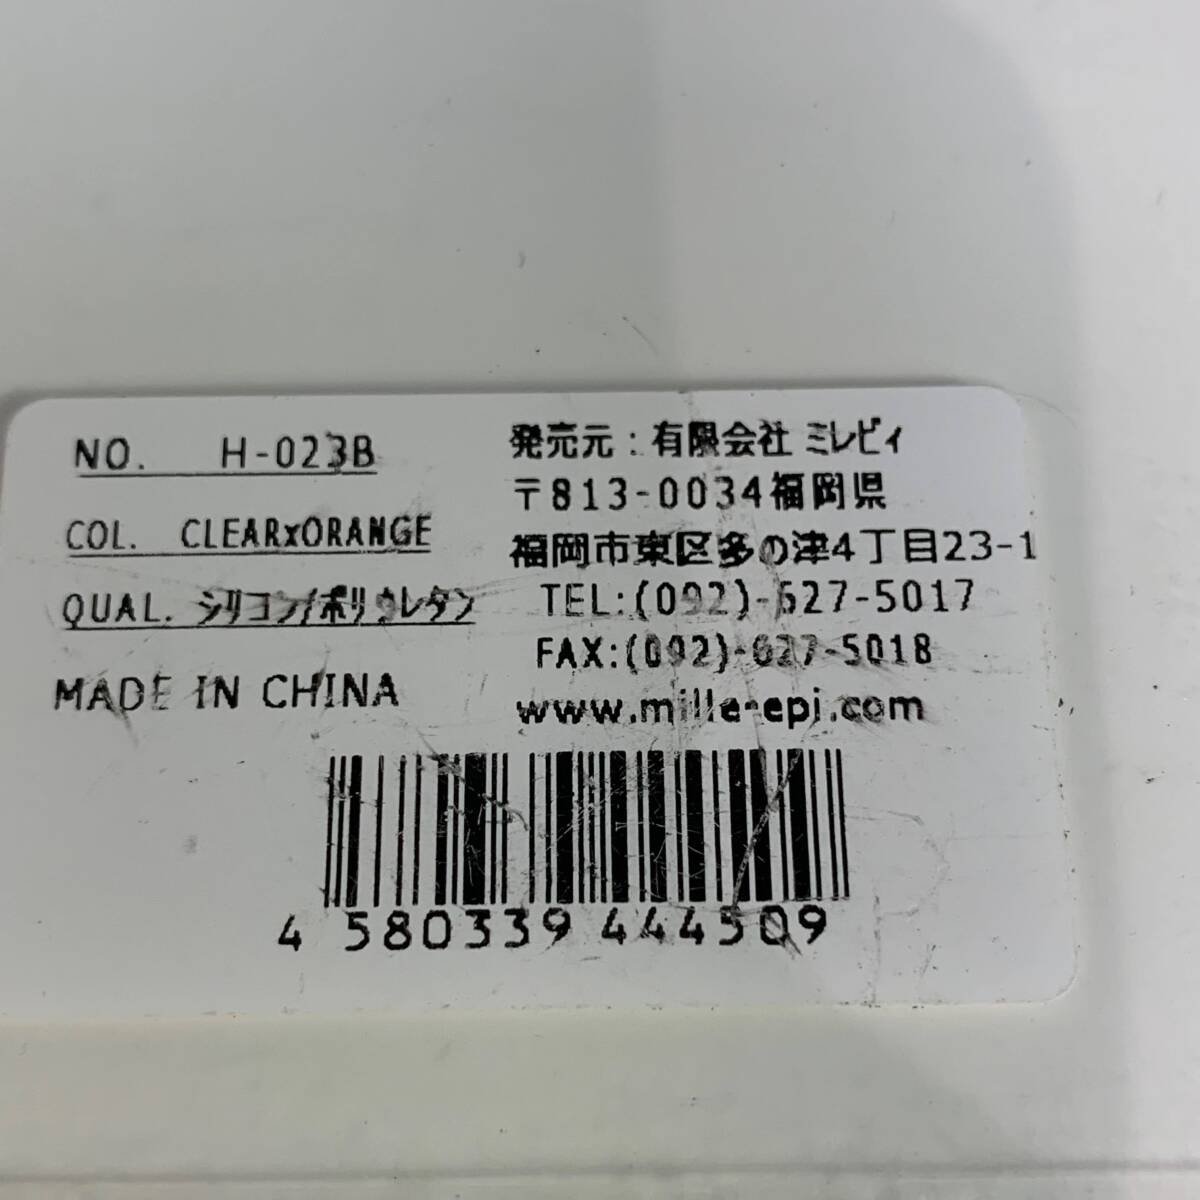 NO. H-023B
COL. CLEARxORANGE
QUAL. シリコン/ポリウレタン
MADE IN CHINA
発売元：有限会社 ミレピィ
〒813-0034福岡県
福岡市東区多の津4丁目23-1
TEL:(092)-627-5017
FAX:(092)-627-5018
www.mille-epi.com
4 580339 444509